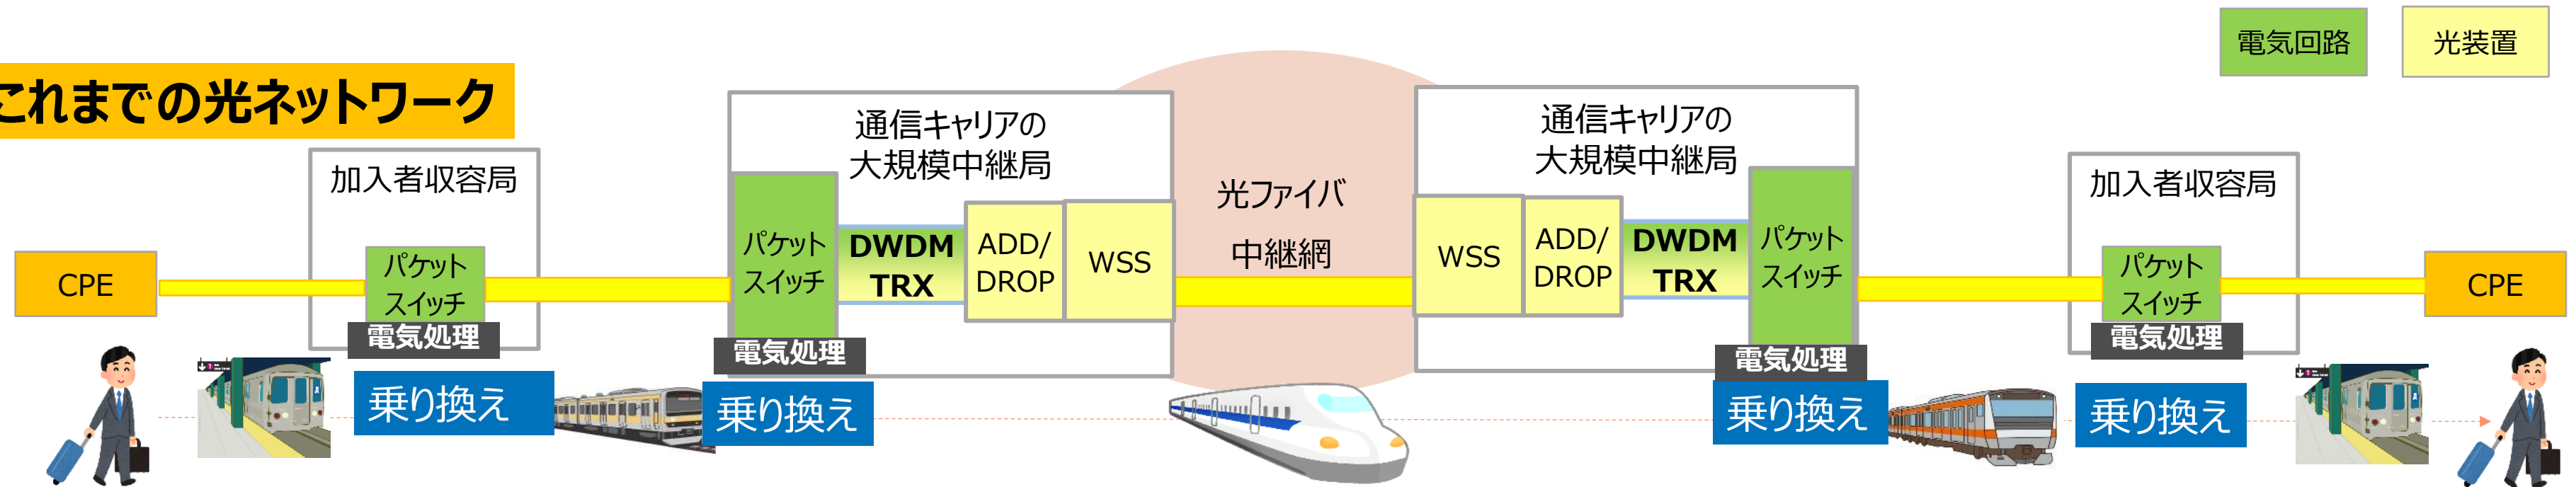 電気回路
光装置
これまでの光ネットワーク
加入者収容局
通信キャリアの
大規模中継局
通信キャリアの
大規模中継局
加入者収容局
CPE
パケット
スイッチ
電気処理
パケット
スイッチ
電気処理
DWDM
TRX
ADD/
DROP
WSS
光ファイバ
中継網
WSS
ADD/
DROP
DWDM
TRX
パケット
スイッチ
電気処理
パケット
スイッチ
電気処理
CPE
乗り換え
乗り換え
乗り換え
乗り換え